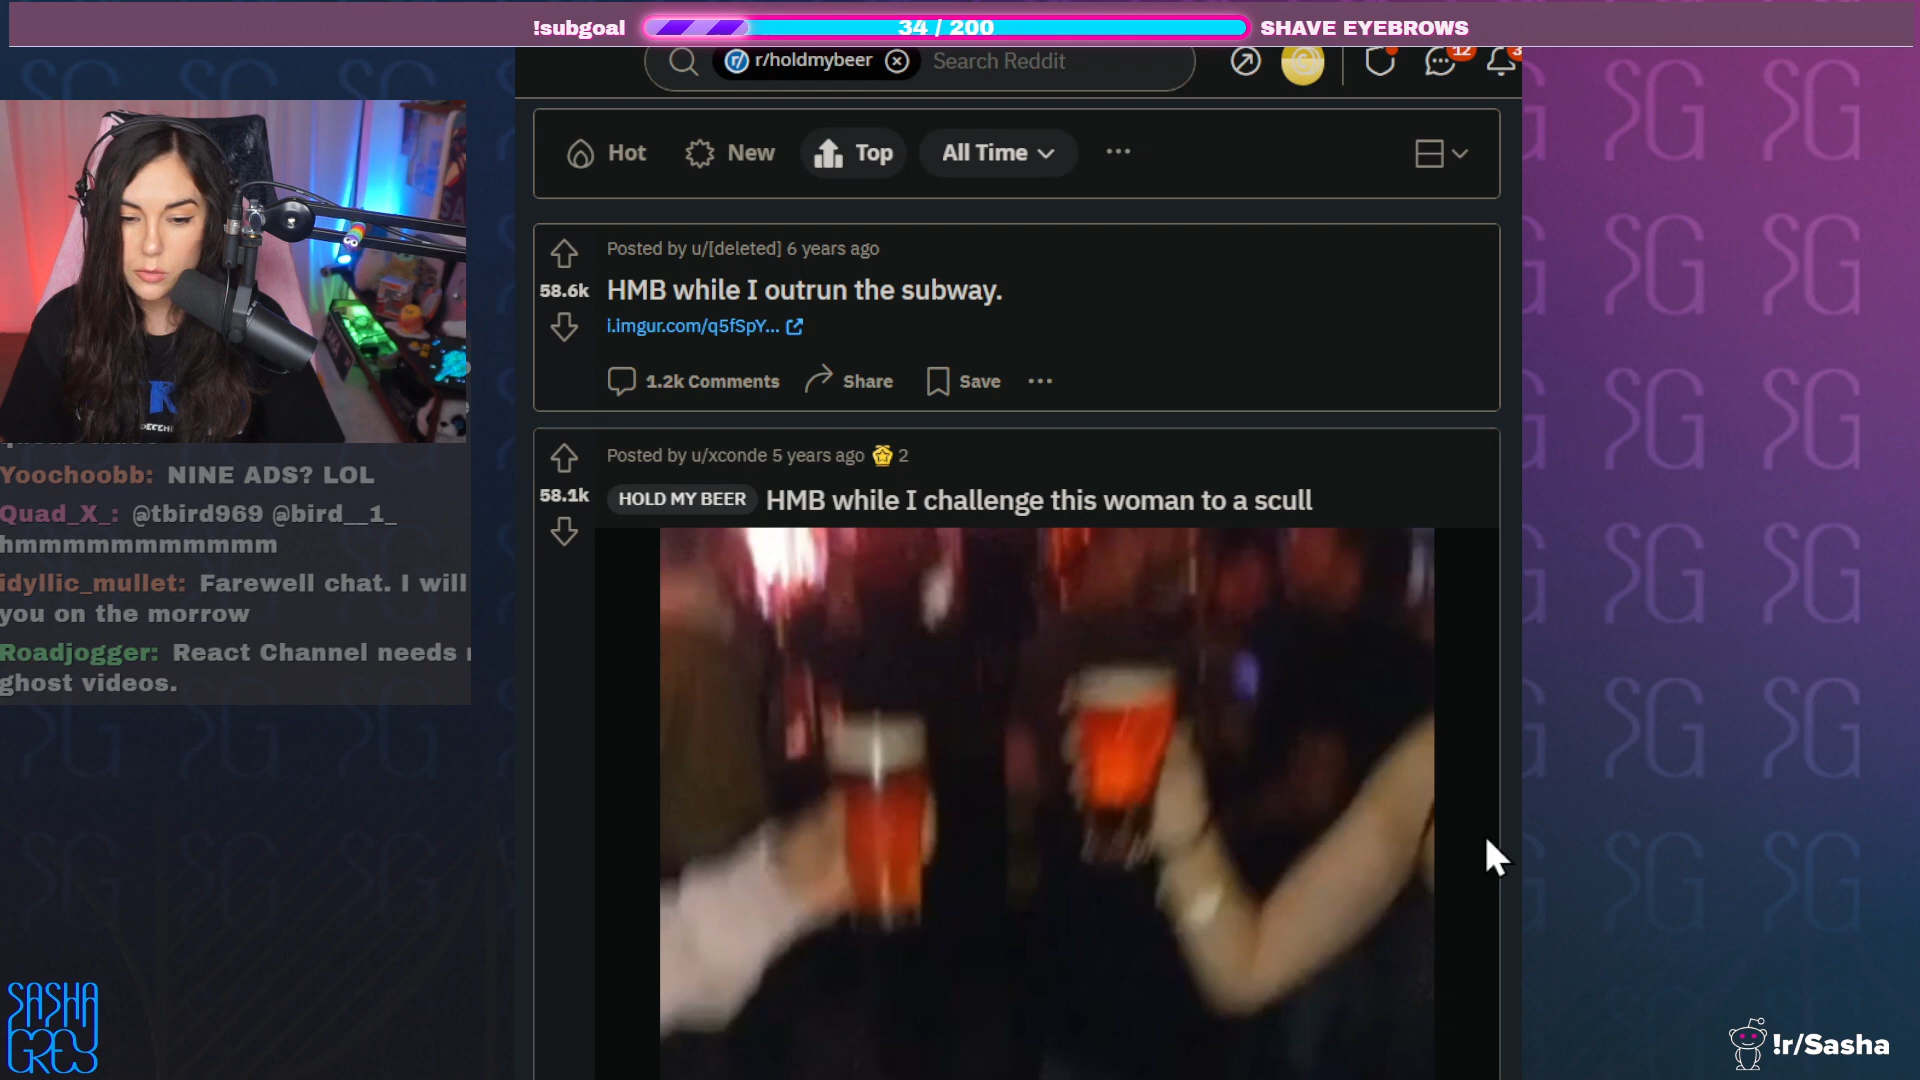 !subgoal 34 / 200 SHAVE EYEBROWS
r/holdmybeer Search Reddit 12 3
Hot New Top All Time
Posted by u/[deleted] 6 years ago
58.6k HMB while I outrun the subway.
i.imgur.com/q5fSpY...
1.2k Comments Share Save
Posted by u/xconde 5 years ago 2
58.1k HOLD MY BEER HMB while I challenge this woman to a scull
Yoochoobb: NINE ADS? LOL
Quad_X_: @tbird969 @bird__1_
hmmmmmmmmmmm
idyllic_mullet: Farewell chat. I will
you on the morrow
Roadjogger: React Channel needs
ghost videos.
SASHA
GREY
!r/Sasha
SG